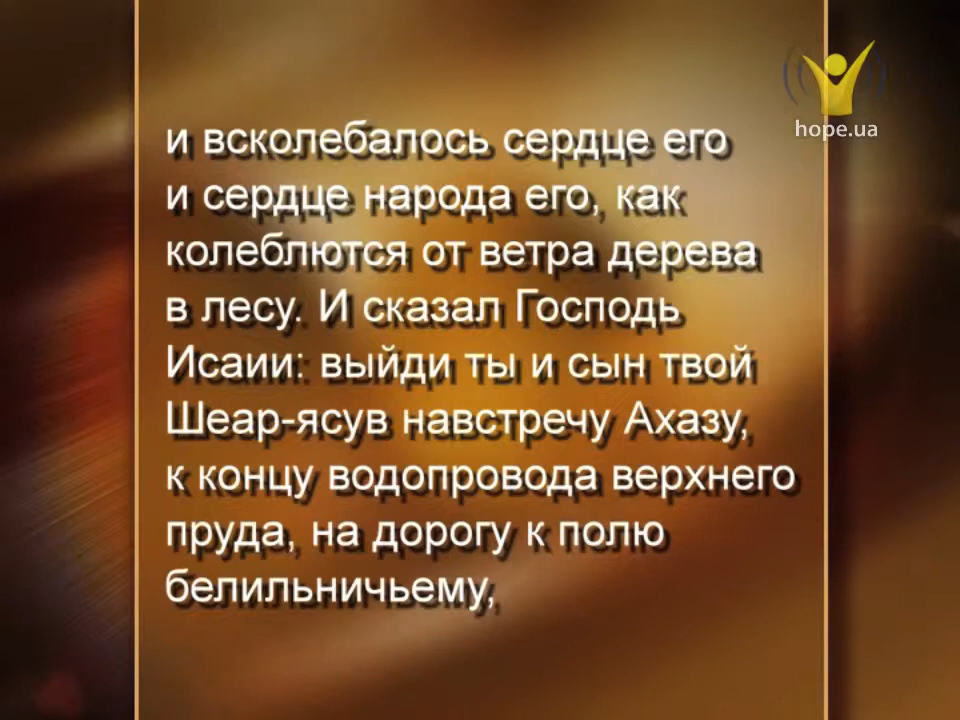 hope.ua
и всколебалось сердце его
и сердце народа его, как
колеблются от ветра дерева
в лесу. И сказал Господь
Исаии: выйди ты и сын твой
Шеар-ясув навстречу Ахазу,
к концу водопровода верхнего
пруда, на дорогу к полю
белильничьему,